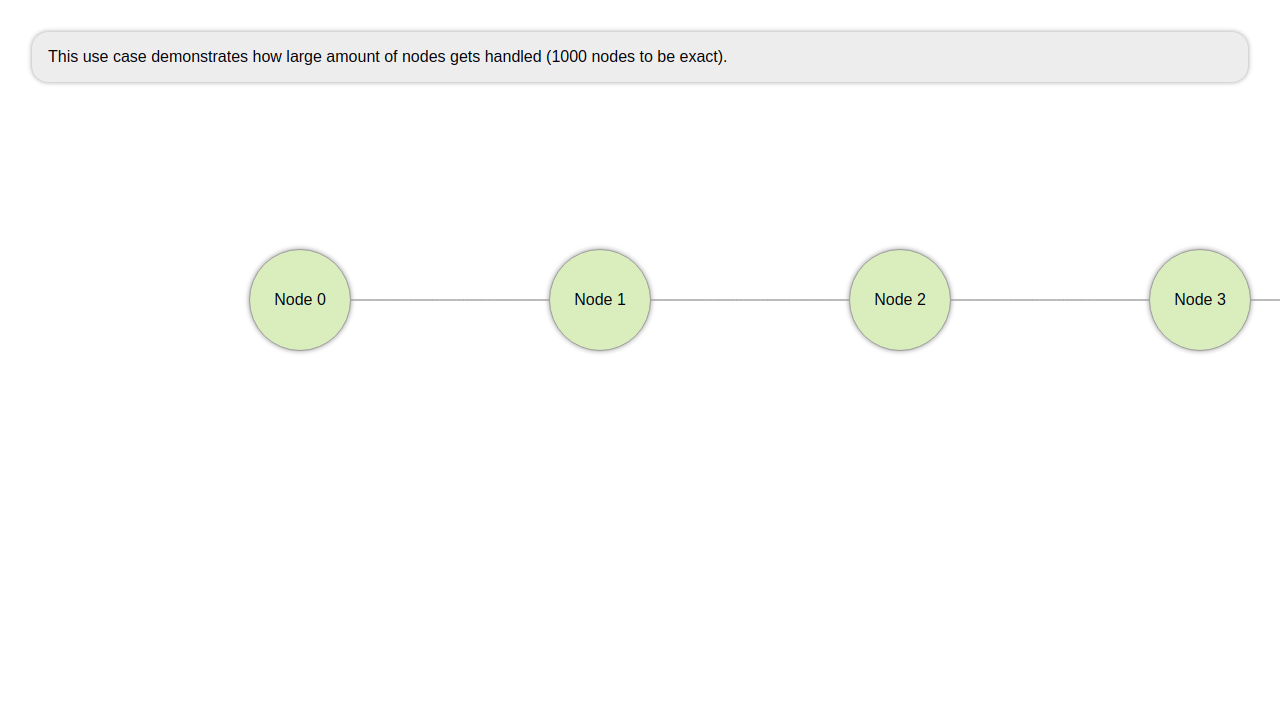 This use case demonstrates how large amount of nodes gets handled (1000 nodes to be exact).
Node 0
Node 1
Node 2
Node 3